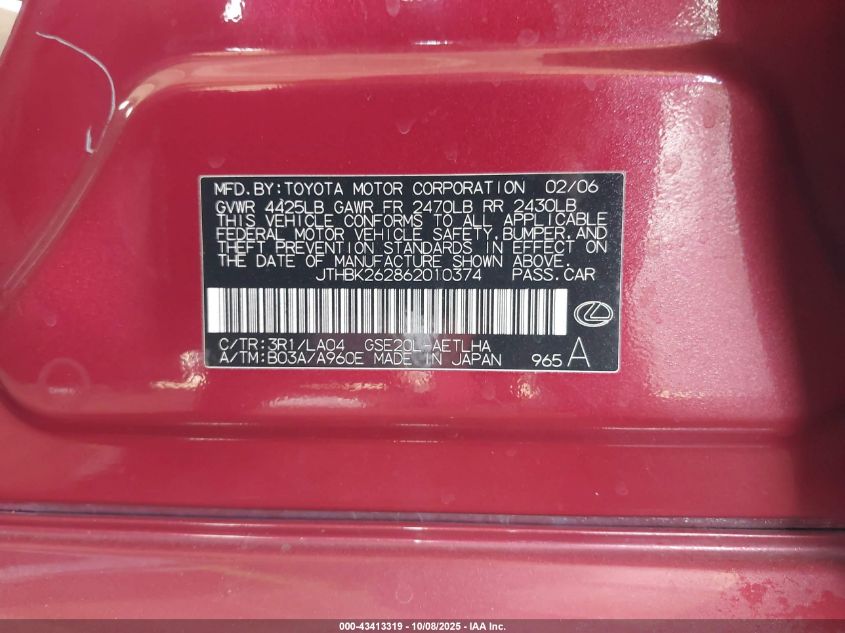 MFD.BY:TOYOTA MOTOR CORPORATION 02/06
GVWR 4425LB GAWR FR 2470LB RR 2430LB
THIS VEHICLE CONFORMS TO ALL APPLICABLE
FEDERAL MOTOR VEHICLE SAFETY,BUMPER,AND
THEFT PREVENTION STANDARDS IN EFFECT ON
THE DATE OF MANUFACTURE SHOWN ABOVE.
JTHBK262862010374 PASS.CAR
C/TR:3R1/LA04 GSE20L-AETLHA
A/TM:B03A/A960E MADE IN JAPAN 965 A
000-43413319 - 10/08/2025 - IAA Inc.